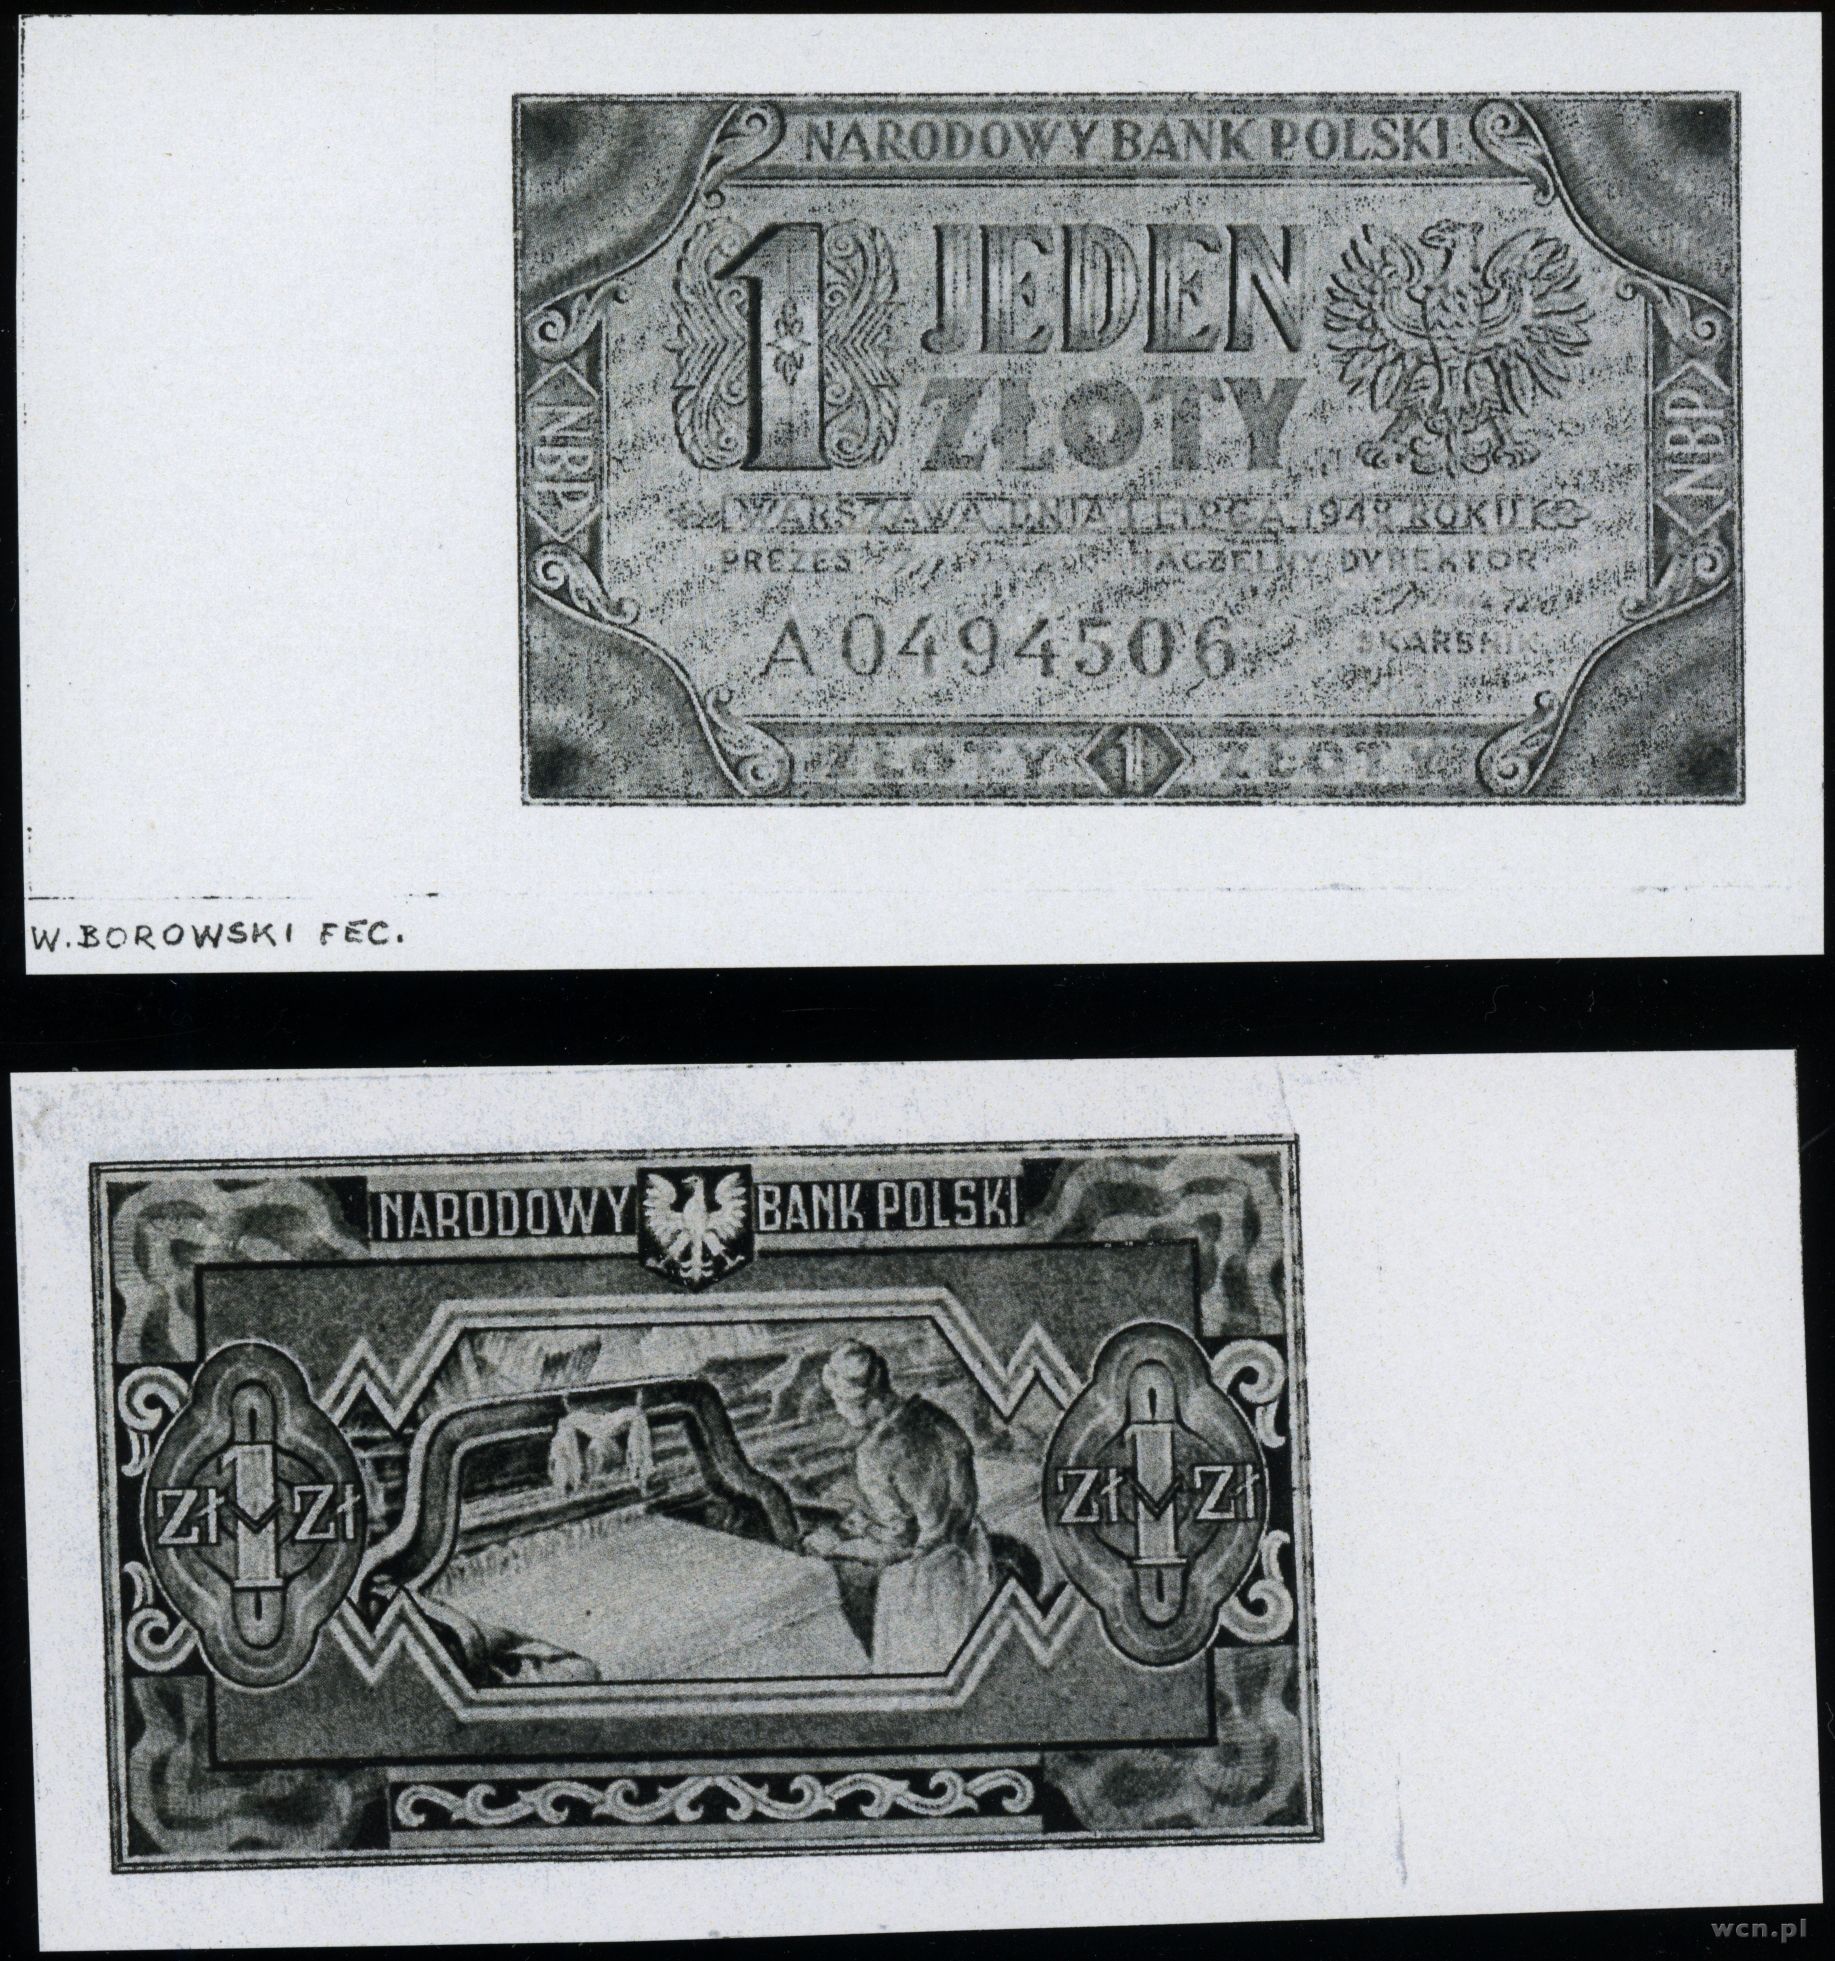 NARODOWY BANK POLSKI
1 JEDEN
ZŁOTY
NBP
NBP
WARSZAWA DNIA 1 LIPCA 1948 ROKU
PREZES NACZELNY DYREKTOR
A 0494506
SKARBNIK
ZŁOTY 1 ZŁOTY
W. BOROWSKI FEC.
NARODOWY BANK POLSKI
1
ZŁ ZŁ
1
ZŁ ZŁ
wcn.pl